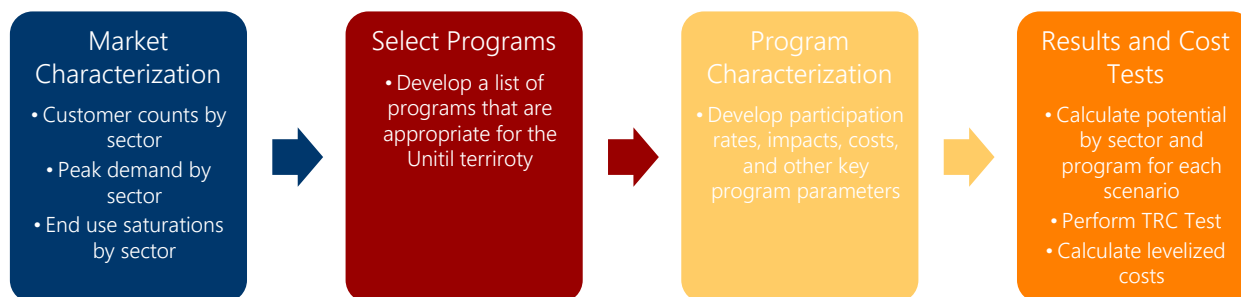 Market
Characterization
• Customer counts by
sector
• Peak demand by
sector
• End use saturations
by sector
Select Programs
• Develop a list of
programs that are
appropriate for the
Unitil terriroty
Program
Characterization
• Develop participation
rates, impacts, costs,
and other key
program parameters
Results and Cost
Tests
• Calculate potential
by sector and
program for each
scenario
• Perform TRC Test
• Calculate levelized
costs